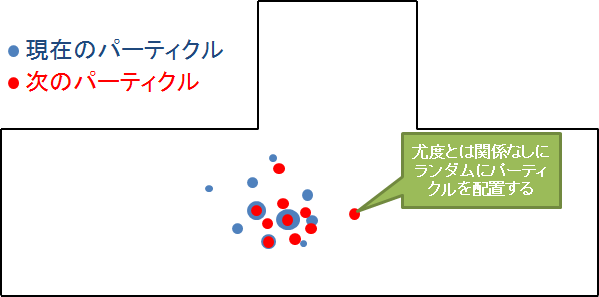 現在のパーティクル
次のパーティクル
尤度とは関係なしに
ランダムにパーティ
クルを配置する